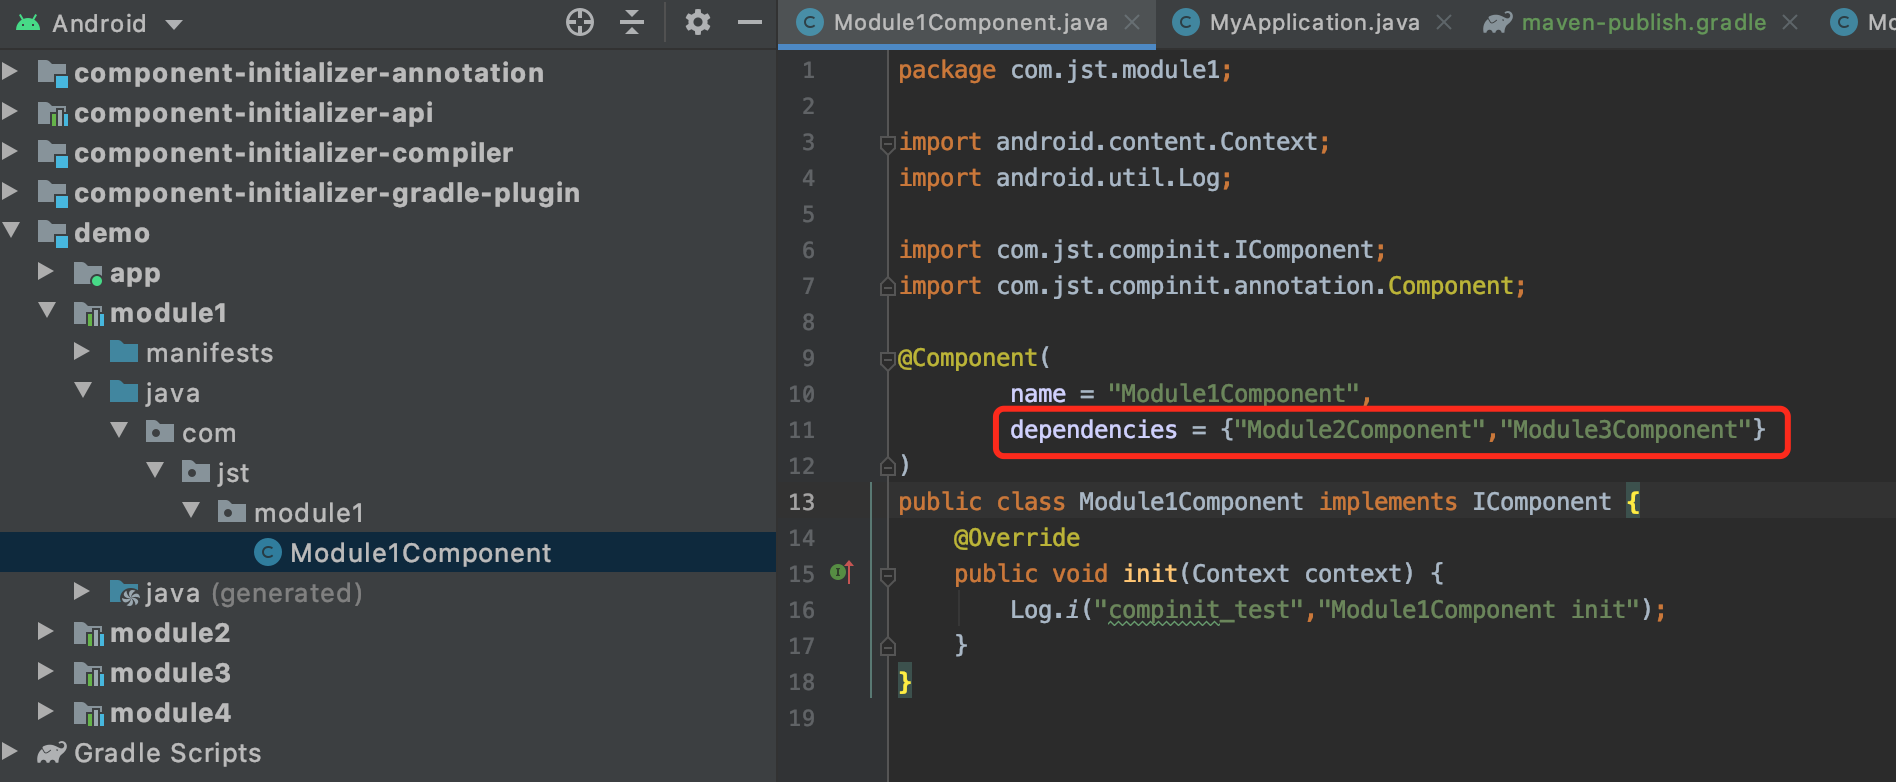 Android
component-initializer-annotation
component-initializer-api
component-initializer-compiler
component-initializer-gradle-plugin
demo
app
module1
manifests
java
com
jst
module1
Module1Component
java (generated)
module2
module3
module4
Gradle Scripts
Module1Component.java
MyApplication.java
maven-publish.gradle
1 package com.jst.module1;
2
3 import android.content.Context;
4 import android.util.Log;
5
6 import com.jst.compinit.IComponent;
7 import com.jst.compinit.annotation.Component;
8
9 @Component(
10 name = "Module1Component",
11 dependencies = {"Module2Component","Module3Component"}
12 )
13 public class Module1Component implements IComponent {
14 @Override
15 public void init(Context context) {
16 Log.i("compinit_test","Module1Component init");
17 }
18 }
19